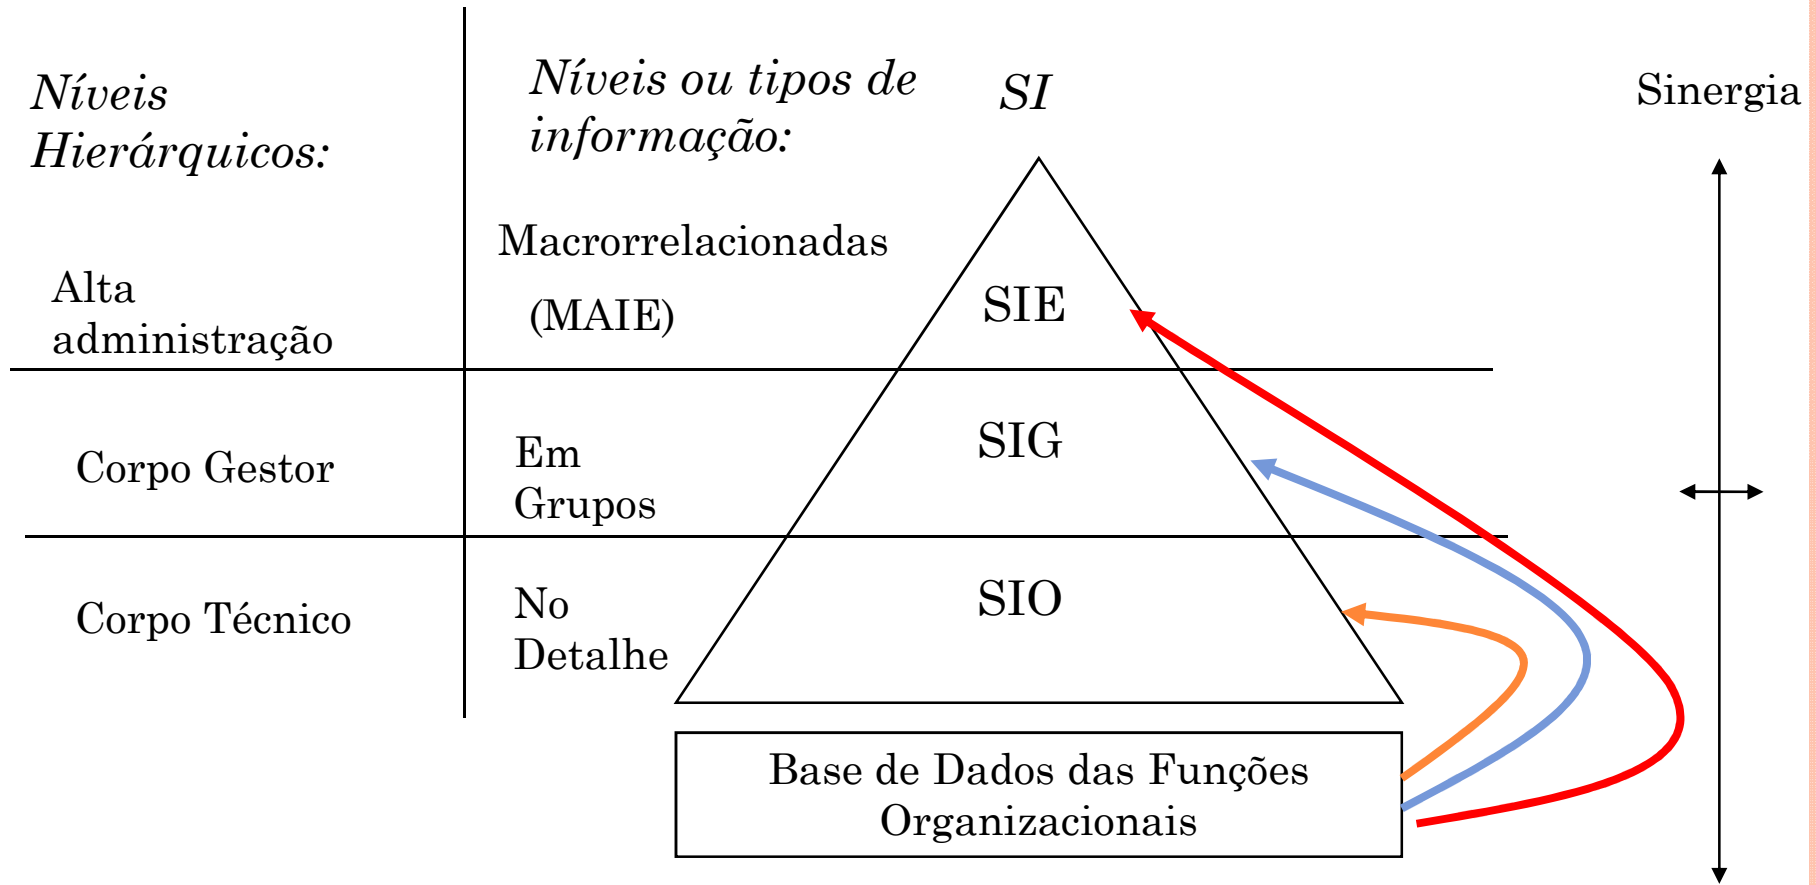 Níveis
Hierárquicos:
Níveis ou tipos de
informação:
SI
Sinergia
Macrorrelacionadas
(MAIE)
Alta
administração
SIE
Corpo Gestor
Em
Grupos
SIG
Corpo Técnico
No
Detalhe
SIO
Base de Dados das Funções
Organizacionais